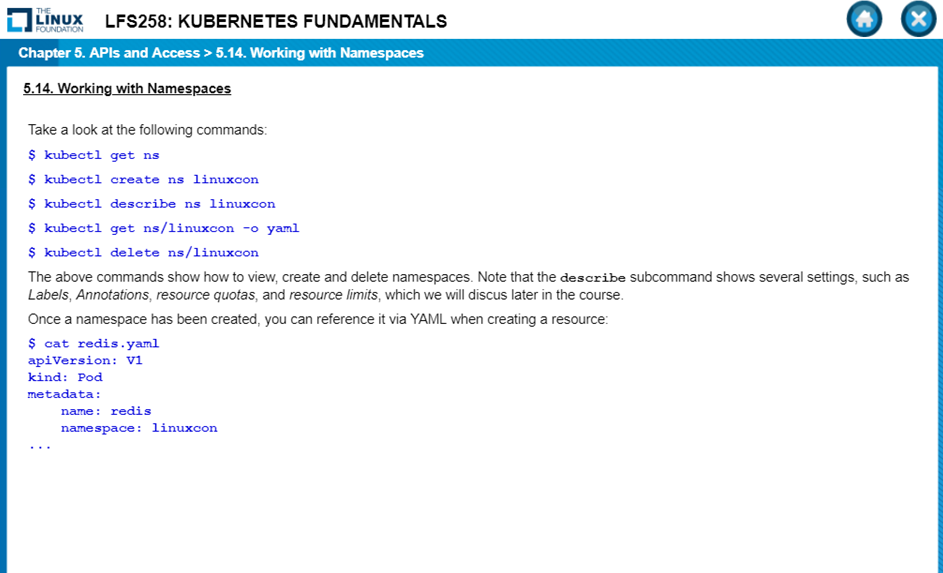 THE
LINUX
FOUNDATION
LFS258: KUBERNETES FUNDAMENTALS
Chapter 5. APIs and Access > 5.14. Working with Namespaces
5.14. Working with Namespaces
Take a look at the following commands:
$ kubectl get ns
$ kubectl create ns linuxcon
$ kubectl describe ns linuxcon
$ kubectl get ns/linuxcon -o yaml
$ kubectl delete ns/linuxcon
The above commands show how to view, create and delete namespaces. Note that the describe subcommand shows several settings, such as
Labels, Annotations, resource quotas, and resource limits, which we will discus later in the course.
Once a namespace has been created, you can reference it via YAML when creating a resource:
$ cat redis.yaml
apiVersion: V1
kind: Pod
metadata:
    name: redis
    namespace: linuxcon
...